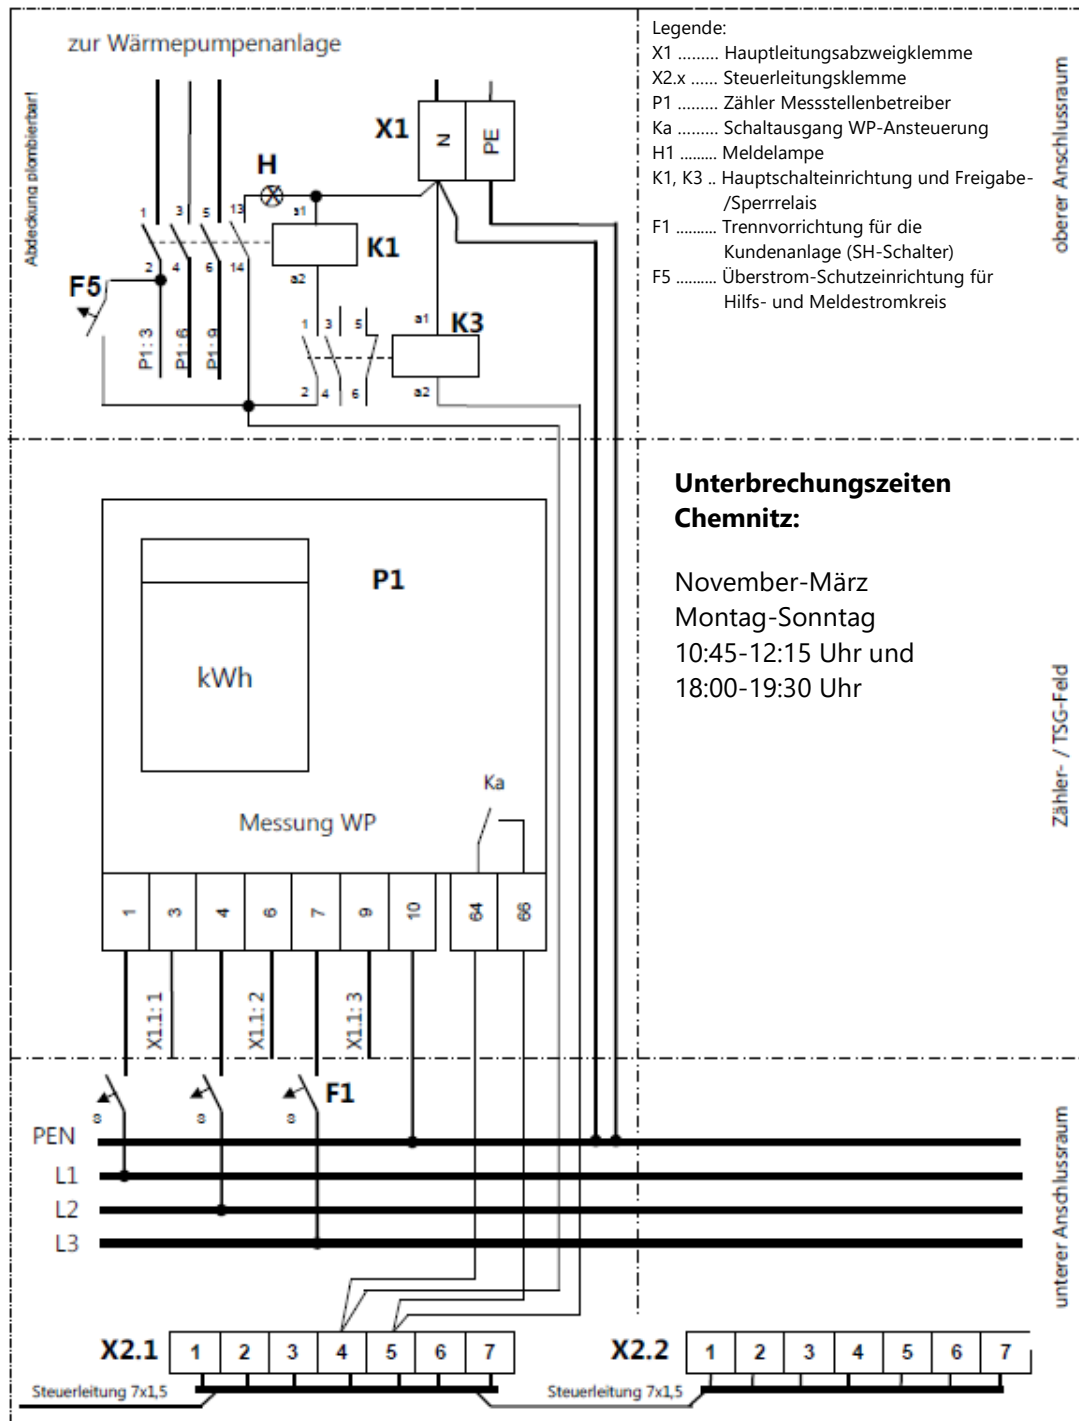 zur Wärmepumpenanlage
Legende:
X1 ......... Hauptleitungsabzweigklemme
X2.x ...... Steuerleitungsklemme
P1 ......... Zähler Messstellenbetreiber
Ka ......... Schaltausgang WP-Ansteuerung
H1 ......... Meldelampe
K1, K3 .. Hauptschalteinrichtung und Freigabe-
/Sperrrelais
F1 .......... Trennvorrichtung für die
Kundenanlage (SH-Schalter)
F5 .......... Überstrom-Schutzeinrichtung für
Hilfs- und Meldestromkreis
oberer Anschlussraum
Abdeckung plombierbar!
X1 N PE
H
1 3 5 13 a1
K1
2 4 6 14 a2
F5
P1: 3 P1: 6 P1: 9
1 3 5 a1 K3
2 4 6 a2
Unterbrechungszeiten
Chemnitz:
November-März
Montag-Sonntag
10:45-12:15 Uhr und
18:00-19:30 Uhr
Zähler- / TSG-Feld
P1
kWh
Ka
Messung WP
1 3 4 6 7 9 10 64 66
X1.1: 1 X1.1: 2 X1.1: 3
F1
s s s
PEN
L1
L2
L3
unterer Anschlussraum
X2.1 1 2 3 4 5 6 7
X2.2 1 2 3 4 5 6 7
Steuerleitung 7x1,5
Steuerleitung 7x1,5